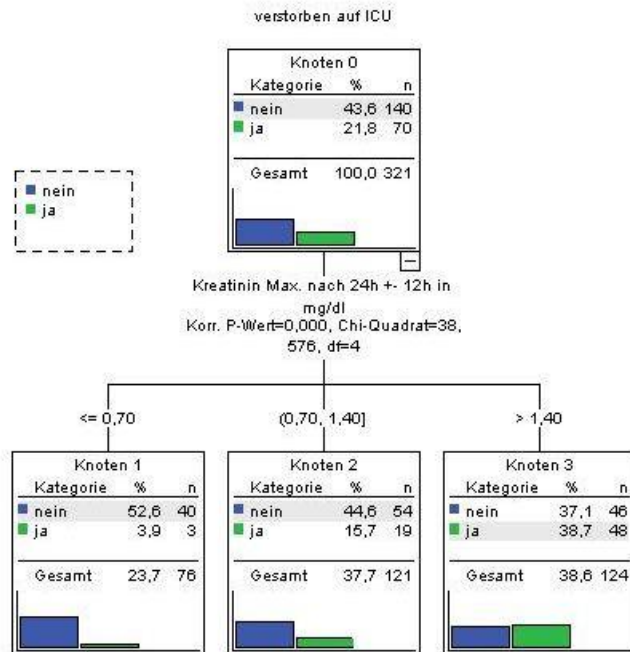 verstorben auf ICU
Knoten 0
Kategorie % n
nein 43,6 140
ja 21,8 70
Gesamt 100,0 321
nein
ja
Kreatinin Max. nach 24h +- 12h in
mg/dl
Korr. P-Wert=0,000, Chi-Quadrat=38,
576, df=4
<= 0,70
(0,70, 1,40]
> 1,40
Knoten 1
Kategorie % n
nein 52,6 40
ja 3,9 3
Gesamt 23,7 76
Knoten 2
Kategorie % n
nein 44,6 54
ja 15,7 19
Gesamt 37,7 121
Knoten 3
Kategorie % n
nein 37,1 46
ja 38,7 48
Gesamt 38,6 124